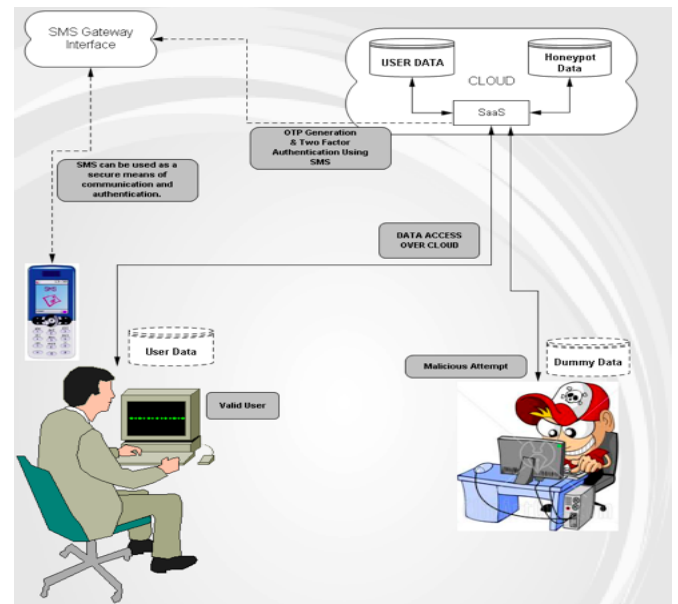 SMS Gateway
Interface
USER DATA
Honeypot
Data
CLOUD
SaaS
OTP Generation
& Two Factor
Authentication Using
SMS
SMS can be used as a
secure means of
communication and
authentication.
DATA ACCESS
OVER CLOUD
SMS
User Data
Dummy Data
Malicious Attempt
Valid User